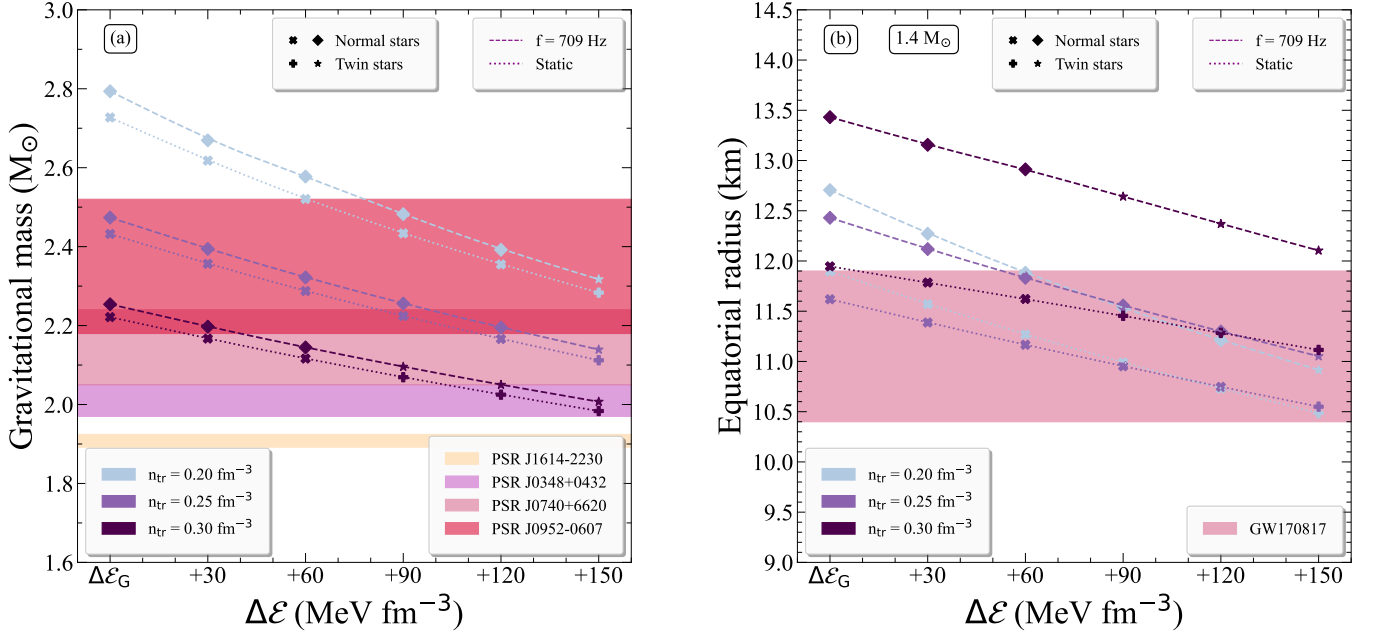 (a)
Normal stars
Twin stars
f = 709 Hz
Static
Gravitational mass (M⊙)
3.0
2.8
2.6
2.4
2.2
2.0
1.8
1.6
nₜᵣ = 0.20 fm⁻³
nₜᵣ = 0.25 fm⁻³
nₜᵣ = 0.30 fm⁻³
PSR J1614-2230
PSR J0348+0432
PSR J0740+6620
PSR J0952-0607
Δℰ_G +30 +60 +90 +120 +150
Δℰ (MeV fm⁻³)
(b)
1.4 M⊙
Normal stars
Twin stars
f = 709 Hz
Static
Equatorial radius (km)
14.5
14.0
13.5
13.0
12.5
12.0
11.5
11.0
10.5
10.0
9.5
9.0
nₜᵣ = 0.20 fm⁻³
nₜᵣ = 0.25 fm⁻³
nₜᵣ = 0.30 fm⁻³
GW170817
Δℰ_G +30 +60 +90 +120 +150
Δℰ (MeV fm⁻³)